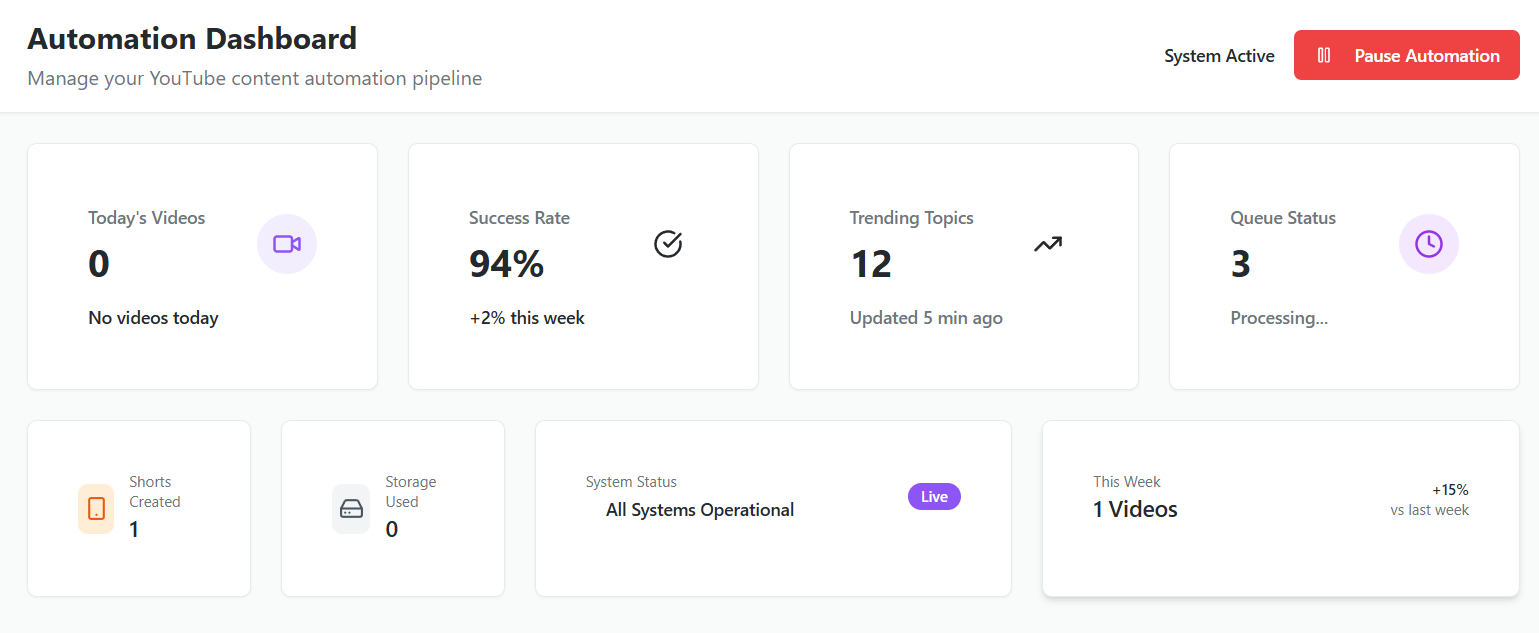 Automation Dashboard
Manage your YouTube content automation pipeline
System Active
Pause Automation
Today's Videos
0
No videos today
Success Rate
94%
+2% this week
Trending Topics
12
Updated 5 min ago
Queue Status
3
Processing...
Shorts
Created
1
Storage
Used
0
System Status
All Systems Operational
Live
This Week
1 Videos
+15%
vs last week